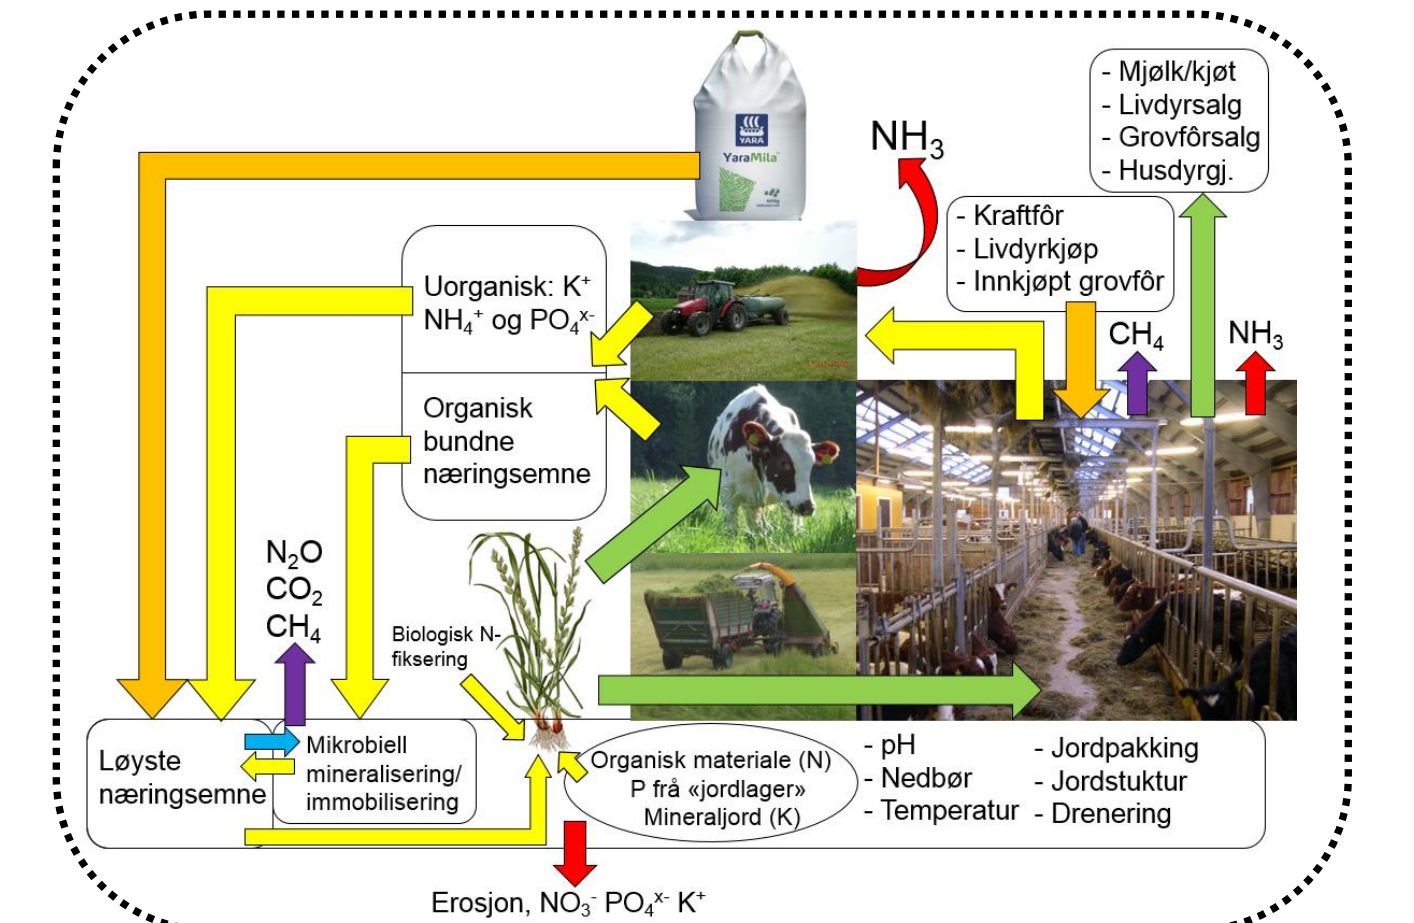 YARA
YaraMila
NH₃
- Mjølk/kjøt
- Livdyrsalg
- Grovfôrsalg
- Husdyrgj.
- Kraftfôr
- Livdyrkjøp
- Innkjøpt grovfôr
CH₄
NH₃
Uorganisk: K⁺
NH₄⁺ og PO₄ˣ⁻
Organisk
bundne
næringsemne
N₂O
CO₂
CH₄
Biologisk N-
fiksering
Løyste
næringsemne
Mikrobiell
mineralisering/
immobilisering
Organisk materiale (N)
P frå «jordlager»
Mineraljord (K)
- pH
- Nedbør
- Temperatur
- Jordpakking
- Jordstuktur
- Drenering
Erosjon, NO₃⁻ PO₄ˣ⁻ K⁺